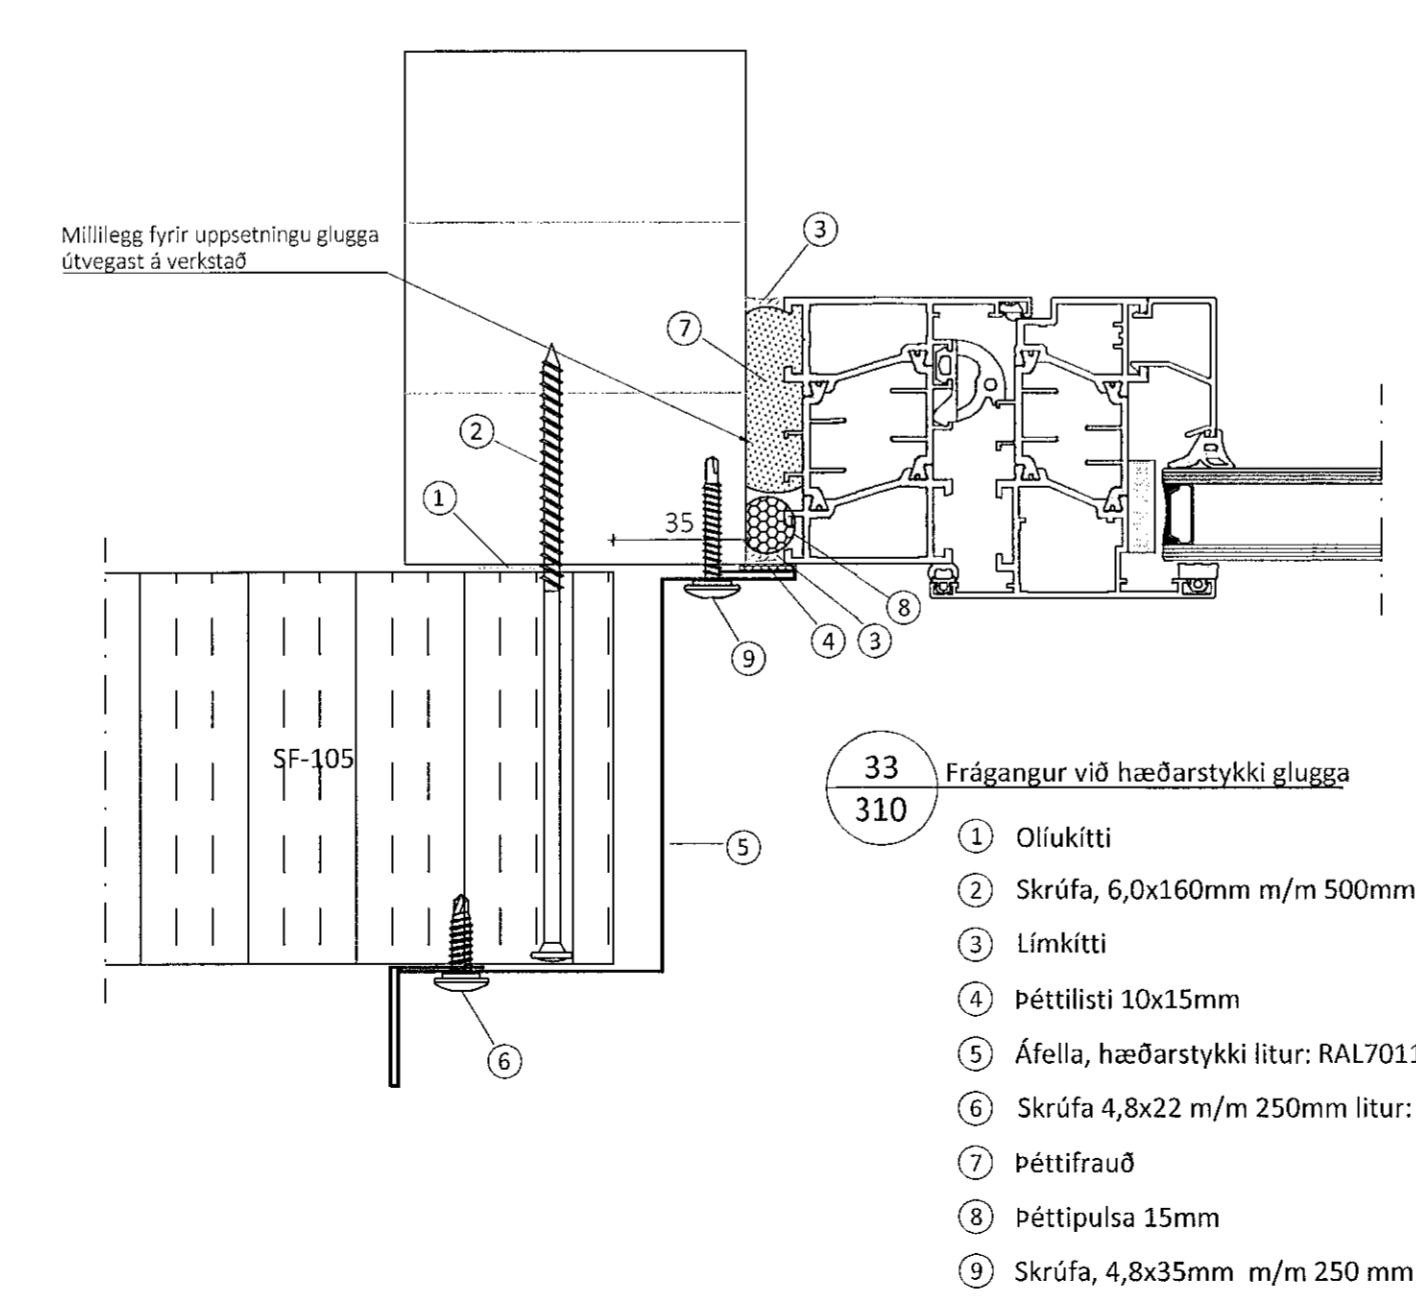 Millilegg fyrir uppsetningu glugga
útvegast á verkstað
3
7
2
1
35
8
4
3
9
SF-105
5
6
33
310
Frágangur við hæðarstykki glugga
1 Olíukítti
2 Skrúfa, 6,0x160mm m/m 500mm
3 Límkítti
4 Þéttilisti 10x15mm
5 Áfella, hæðarstykki litur: RAL7011
6 Skrúfa 4,8x22 m/m 250mm litur:
7 Þéttifrauð
8 Þéttipulsa 15mm
9 Skrúfa, 4,8x35mm m/m 250 mm